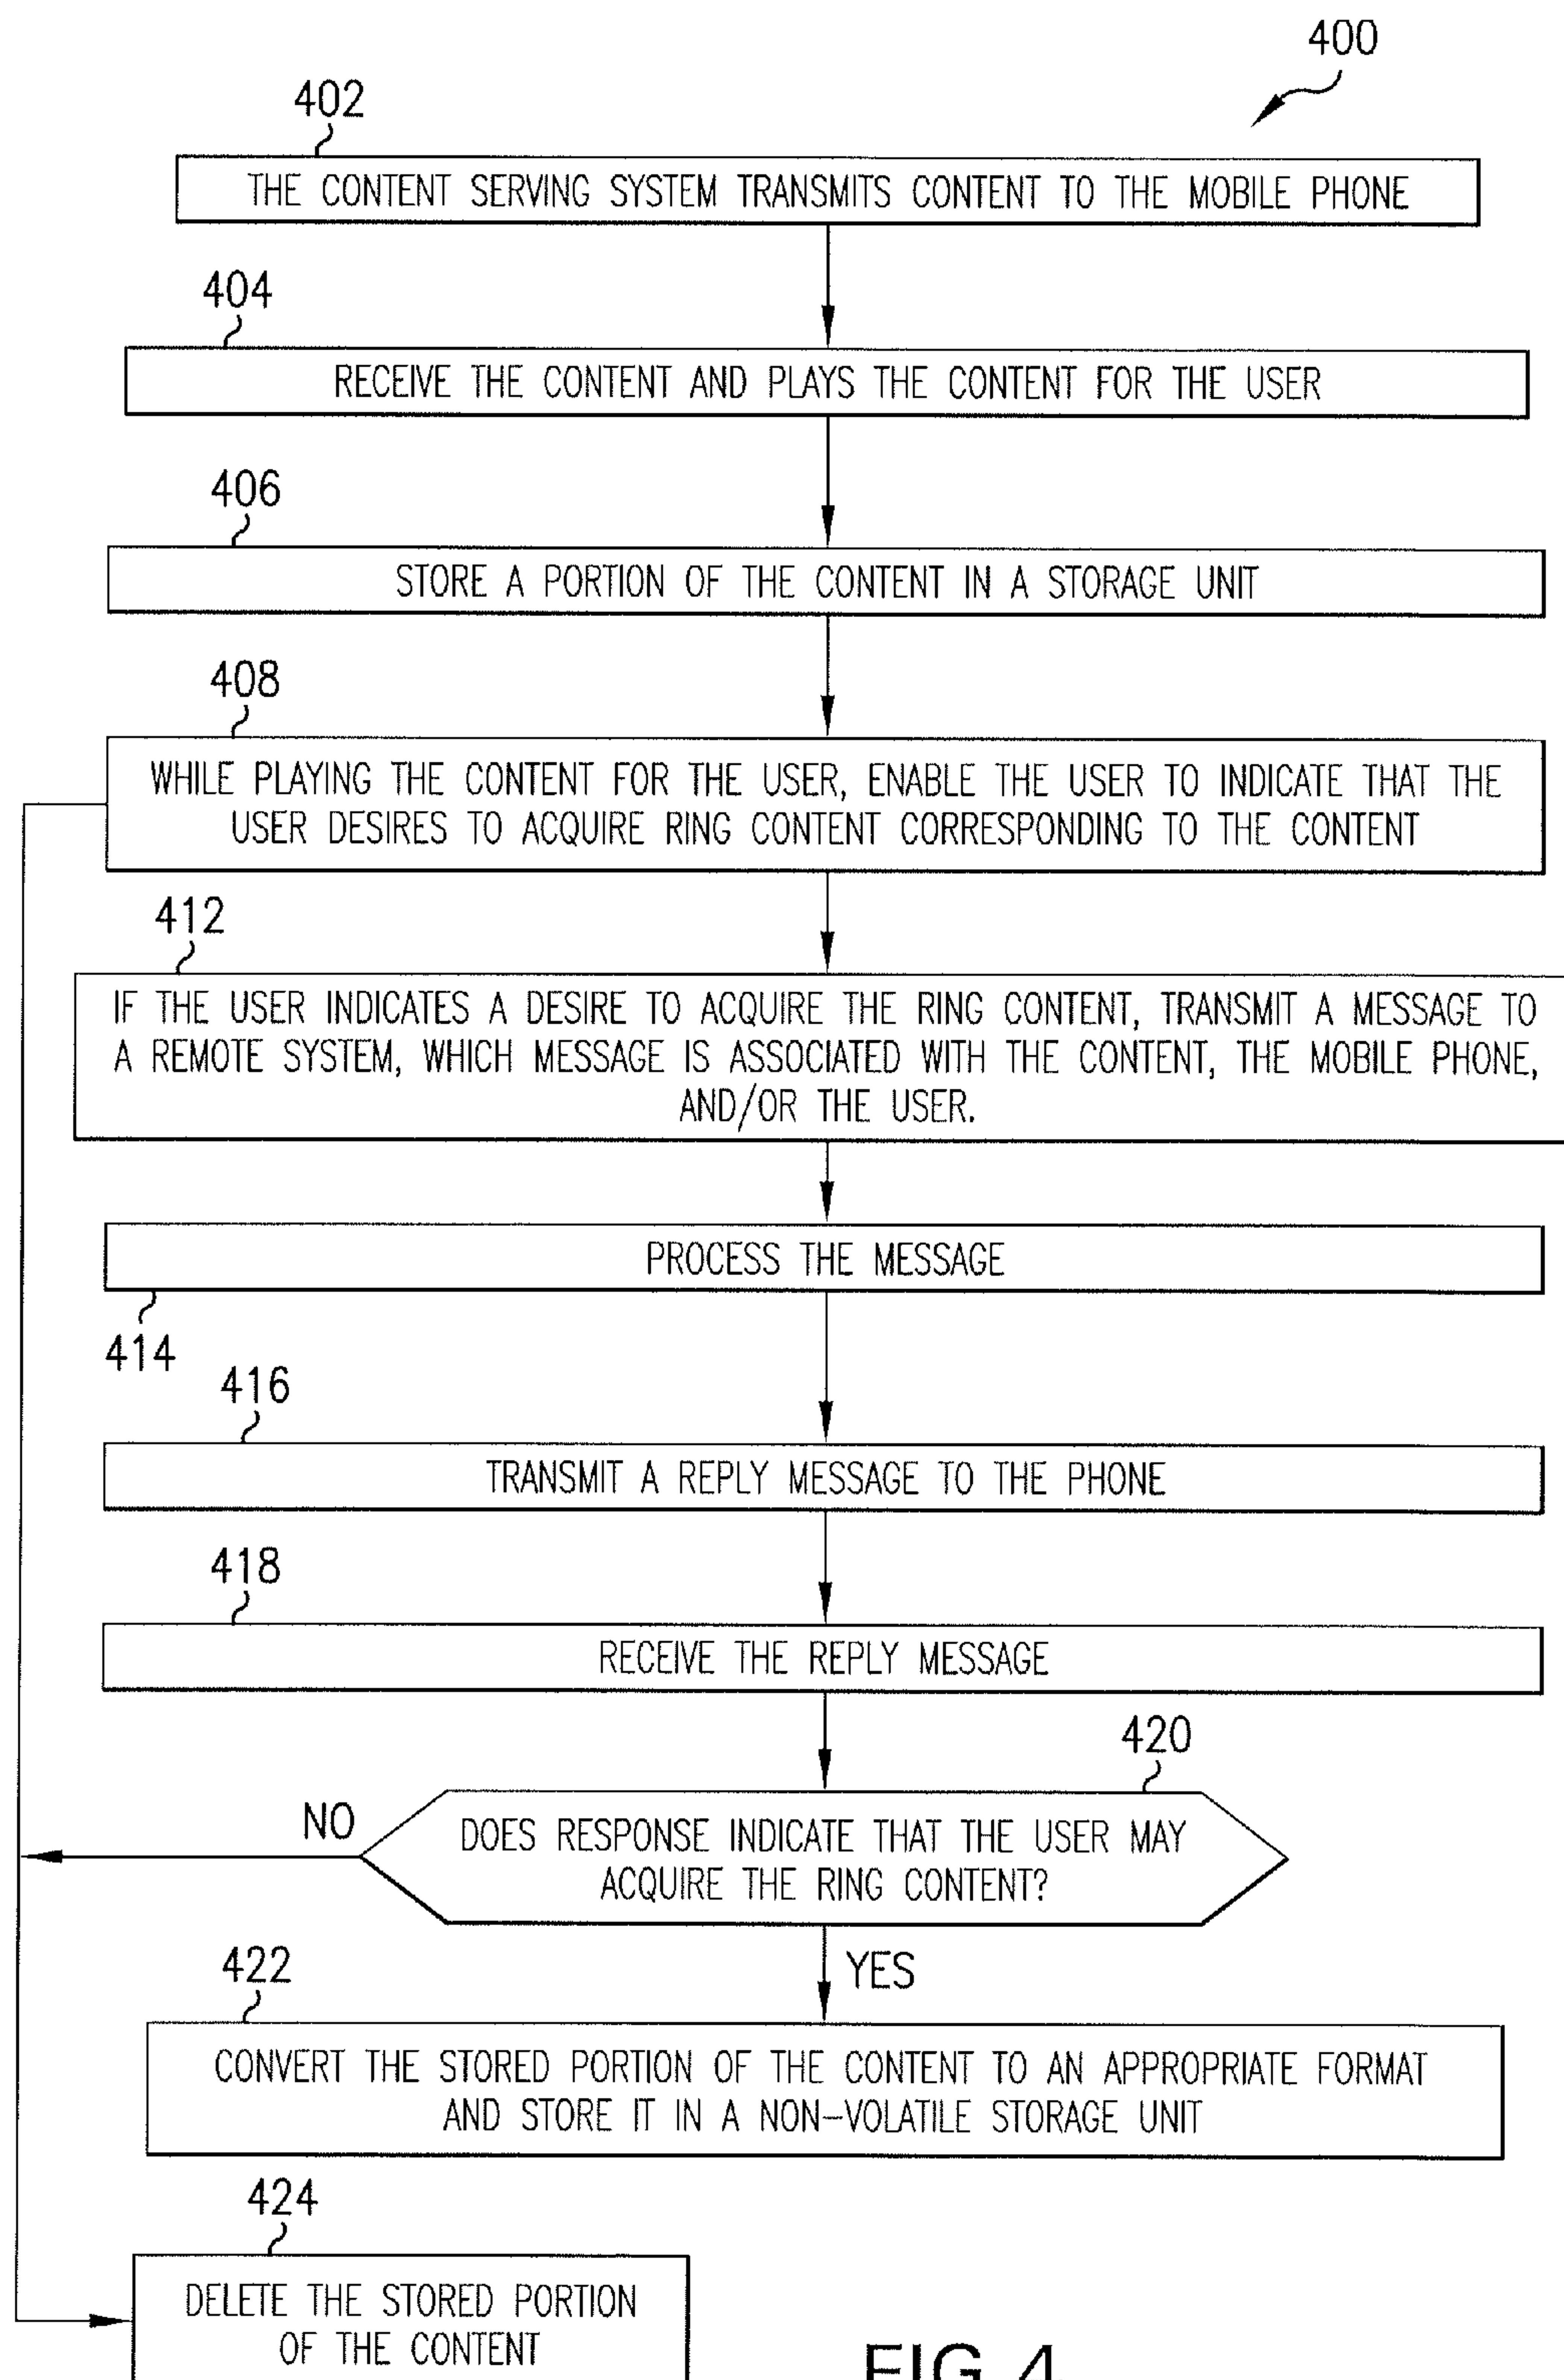 400
402
THE CONTENT SERVING SYSTEM TRANSMITS CONTENT TO THE MOBILE PHONE
404
RECEIVE THE CONTENT AND PLAYS THE CONTENT FOR THE USER
406
STORE A PORTION OF THE CONTENT IN A STORAGE UNIT
408
WHILE PLAYING THE CONTENT FOR THE USER, ENABLE THE USER TO INDICATE THAT THE
USER DESIRES TO ACQUIRE RING CONTENT CORRESPONDING TO THE CONTENT
412
IF THE USER INDICATES A DESIRE TO ACQUIRE THE RING CONTENT, TRANSMIT A MESSAGE TO
A REMOTE SYSTEM, WHICH MESSAGE IS ASSOCIATED WITH THE CONTENT, THE MOBILE PHONE,
AND/OR THE USER.
PROCESS THE MESSAGE
414
416
TRANSMIT A REPLY MESSAGE TO THE PHONE
418
RECEIVE THE REPLY MESSAGE
420
NO
DOES RESPONSE INDICATE THAT THE USER MAY
ACQUIRE THE RING CONTENT?
YES
422
CONVERT THE STORED PORTION OF THE CONTENT TO AN APPROPRIATE FORMAT
AND STORE IT IN A NON-VOLATILE STORAGE UNIT
424
DELETE THE STORED PORTION
OF THE CONTENT
FIG.4